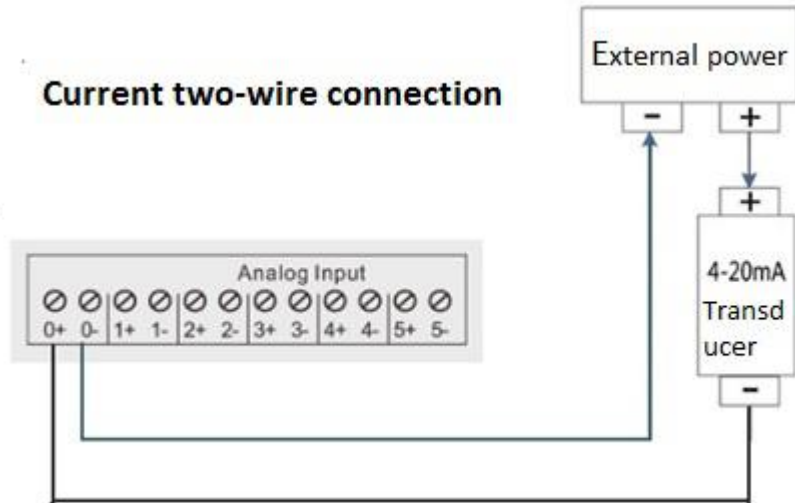 External power
Current two-wire connection
- +
+
Analog Input
0+ 0- 1+ 1- 2+ 2- 3+ 3- 4+ 4- 5+ 5-
4-20mA
Transd
ucer
-